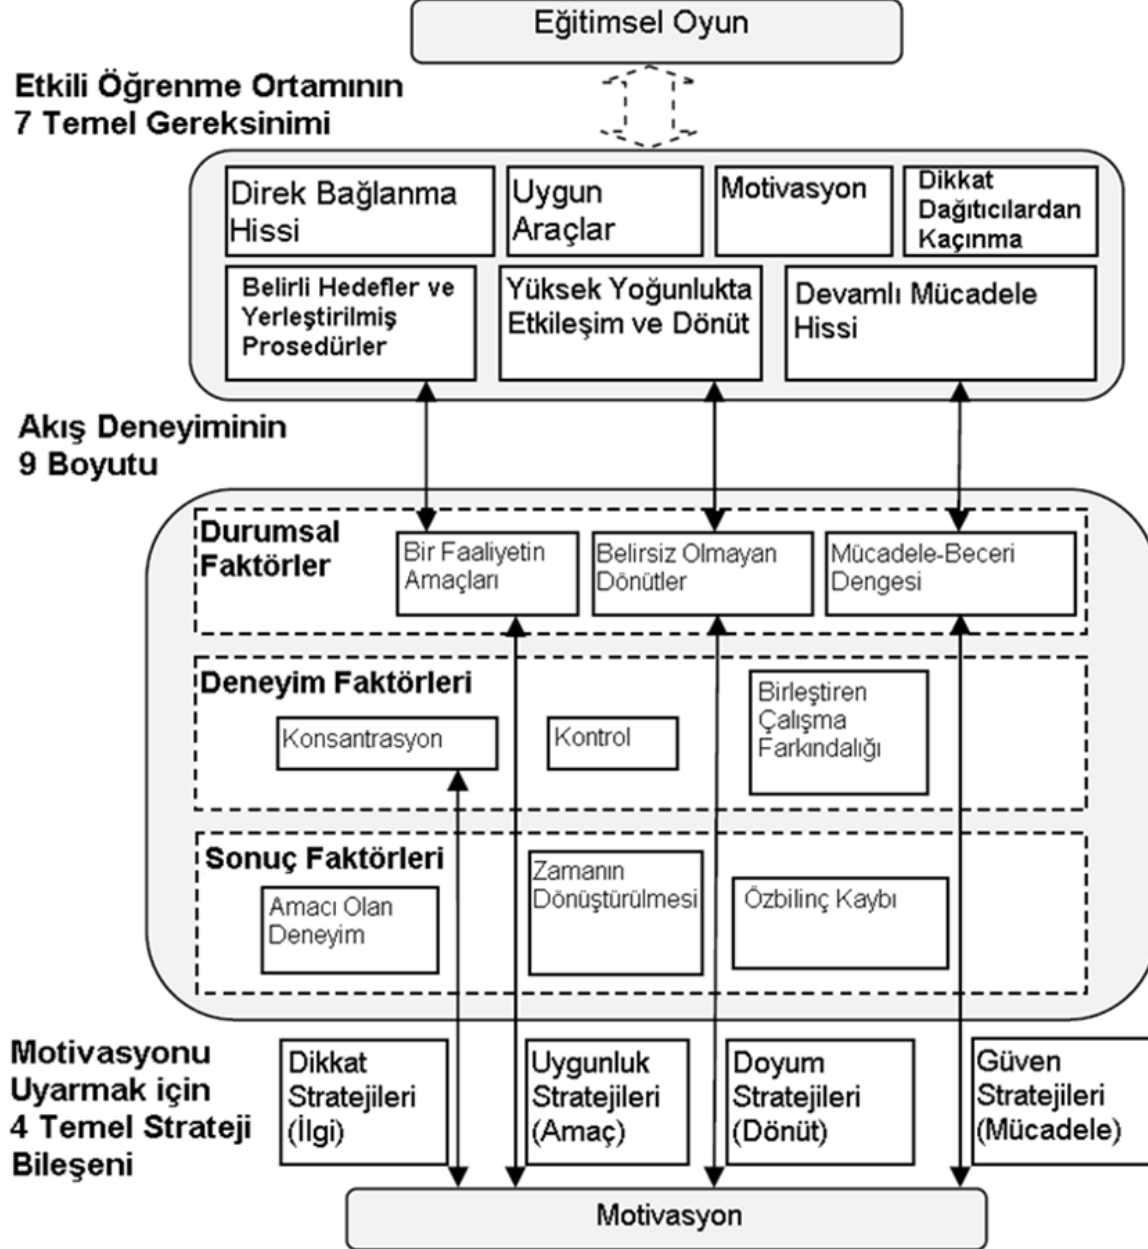 Eğitimsel Oyun
Etkili Öğrenme Ortamının
7 Temel Gereksinimi
Direk Bağlanma
Hissi
Uygun
Araçlar
Motivasyon
Dikkat
Dağıtıcılardan
Kaçınma
Belirli Hedefler ve
Yerleştirilmiş
Prosedürler
Yüksek Yoğunlukta
Etkileşim ve Dönüt
Devamlı Mücadele
Hissi
Akış Deneyiminin
9 Boyutu
Durumsal
Faktörler
Bir Faaliyetin
Amaçları
Belirsiz Olmayan
Dönütler
Mücadele-Beceri
Dengesi
Deneyim Faktörleri
Konsantrasyon
Kontrol
Birleştiren
Çalışma
Farkındalığı
Sonuç Faktörleri
Amacı Olan
Deneyim
Zamanın
Dönüştürülmesi
Özbilinç Kaybı
Motivasyonu
Uyarmak için
4 Temel Strateji
Bileşeni
Dikkat
Stratejileri
(İlgi)
Uygunluk
Stratejileri
(Amaç)
Doyum
Stratejileri
(Dönüt)
Güven
Stratejileri
(Mücadele)
Motivasyon